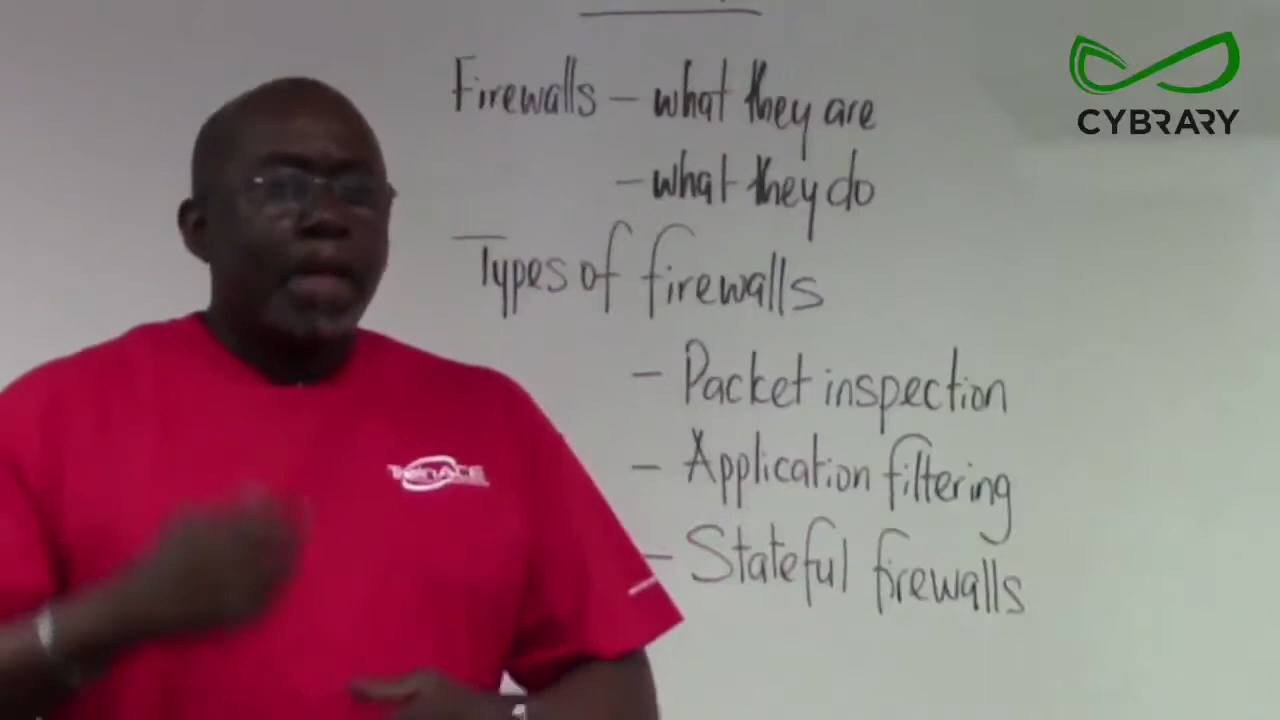 CYBRARY
Firewalls – what they are
– what they do
Types of firewalls
– Packet inspection
– Application filtering
– Stateful firewalls